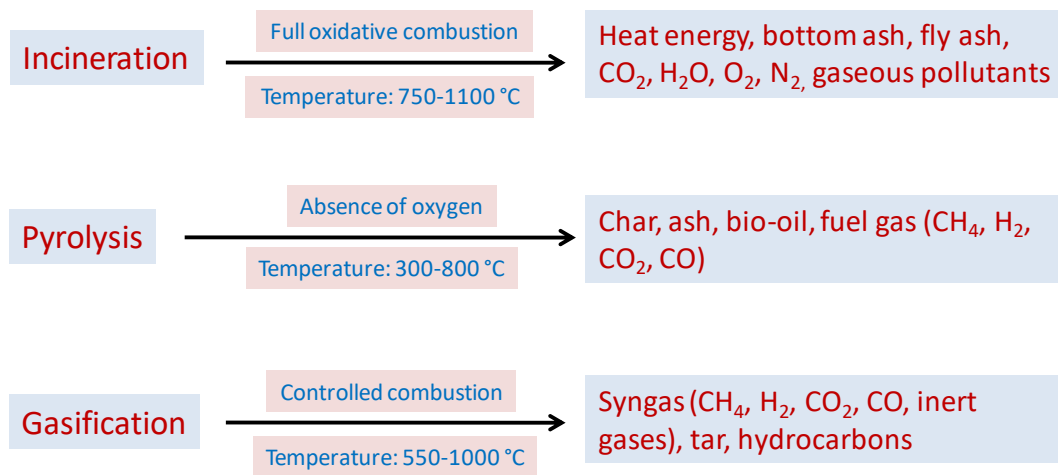 Full oxidative combustion
Incineration
Temperature: 750-1100 °C
Heat energy, bottom ash, fly ash,
CO₂, H₂O, O₂, N₂, gaseous pollutants
Absence of oxygen
Pyrolysis
Temperature: 300-800 °C
Char, ash, bio-oil, fuel gas (CH₄, H₂,
CO₂, CO)
Controlled combustion
Gasification
Temperature: 550-1000 °C
Syngas (CH₄, H₂, CO₂, CO, inert
gases), tar, hydrocarbons